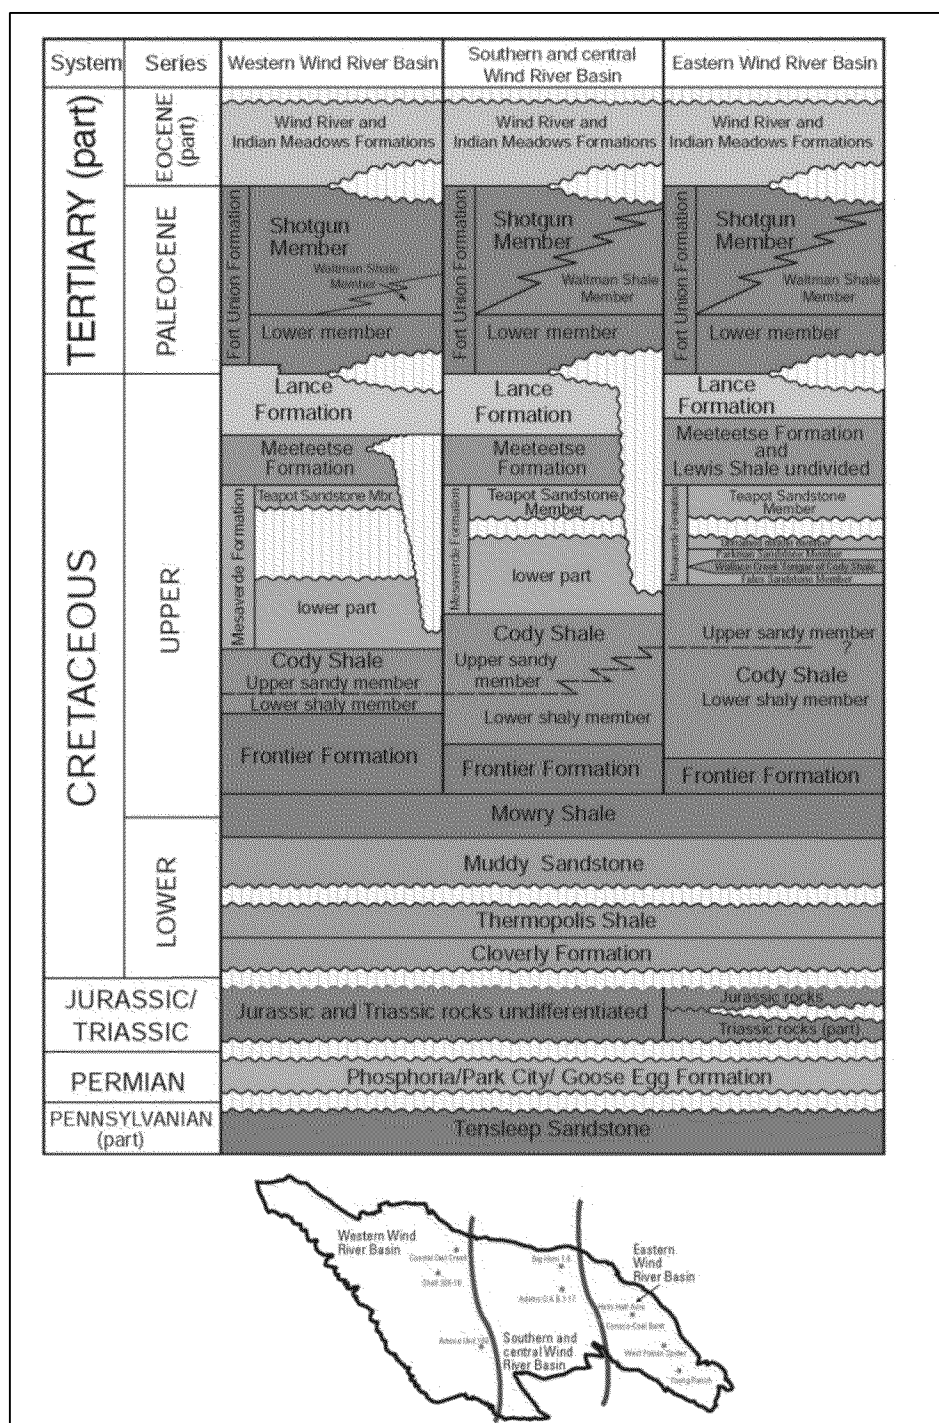 System
Series
Western Wind River Basin
Southern and central
Wind River Basin
Eastern Wind River Basin
TERTIARY (part)
EOCENE
(part)
Wind River and
Indian Meadows Formations
Wind River and
Indian Meadows Formations
Wind River and
Indian Meadows Formations
PALEOCENE
Fort Union Formation
Shotgun
Member
Waltman Shale
Member
Lower member
Fort Union Formation
Shotgun
Member
Waltman Shale
Member
Lower member
Fort Union Formation
Shotgun
Member
Waltman Shale
Member
Lower member
CRETACEOUS
UPPER
Lance
Formation
Meeteetse
Formation
Mesaverde Formation
Teapot Sandstone Mbr.
lower part
Cody Shale
Upper sandy member
Lower shaly member
Frontier Formation
Lance
Formation
Meeteetse
Formation
Mesaverde Formation
Teapot Sandstone
Member
lower part
Cody Shale
Upper sandy
member
Lower shaly member
Frontier Formation
Lance
Formation
Meeteetse Formation
and
Lewis Shale undivided
Mesaverde Formation
Teapot Sandstone
Member
middle member
Parkman Sandstone Member
Wallace Creek Tongue of Cody Shale
Fales Sandstone Member
Upper sandy member
?
Cody Shale
Lower shaly member
Frontier Formation
Mowry Shale
LOWER
Muddy Sandstone
Thermopolis Shale
Cloverly Formation
JURASSIC/
TRIASSIC
Jurassic and Triassic rocks undifferentiated
Jurassic rocks
Triassic rocks (part)
PERMIAN
Phosphoria/Park City/ Goose Egg Formation
PENNSYLVANIAN
(part)
Tensleep Sandstone
Western Wind
River Basin
Eastern
Wind
River Basin
Southern and
central Wind
River Basin